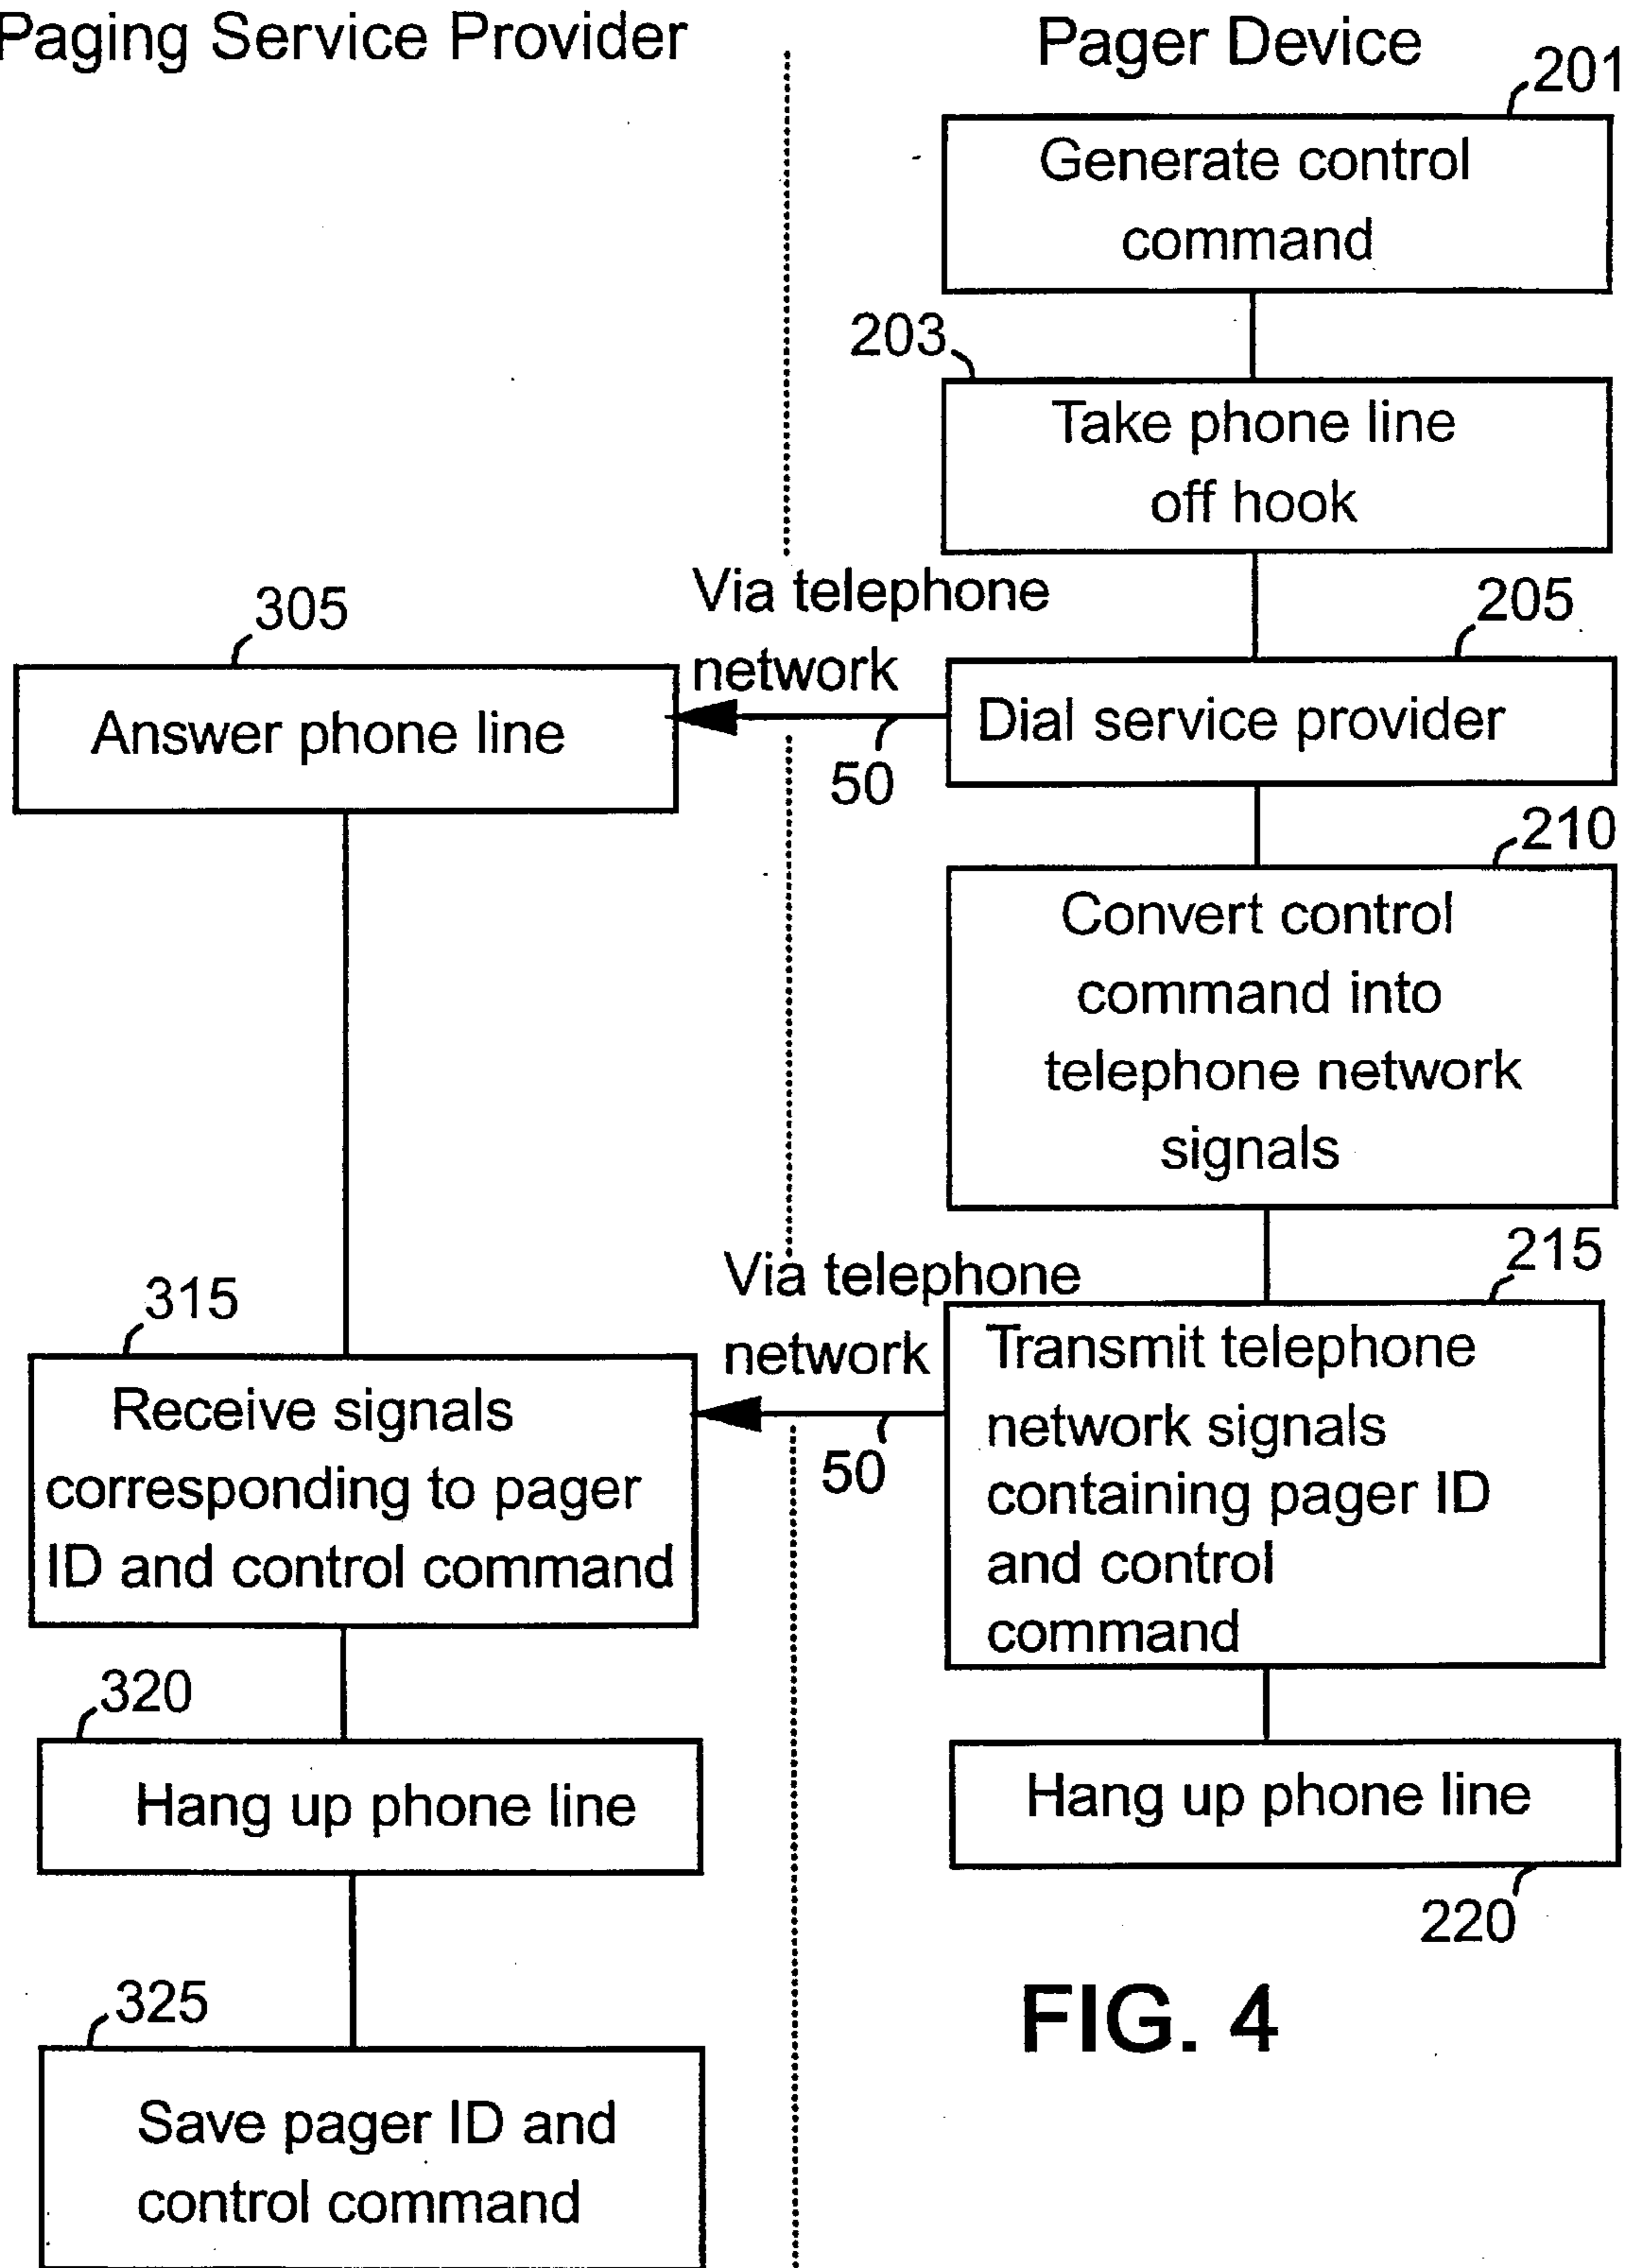 Paging Service Provider
Pager Device
201
Generate control
command
203
Take phone line
off hook
Via telephone
network
305
205
Answer phone line
50
Dial service provider
210
Convert control
command into
telephone network
signals
Via telephone
network
315
215
Receive signals
corresponding to pager
ID and control command
50
Transmit telephone
network signals
containing pager ID
and control
command
320
Hang up phone line
Hang up phone line
220
325
Save pager ID and
control command
FIG. 4